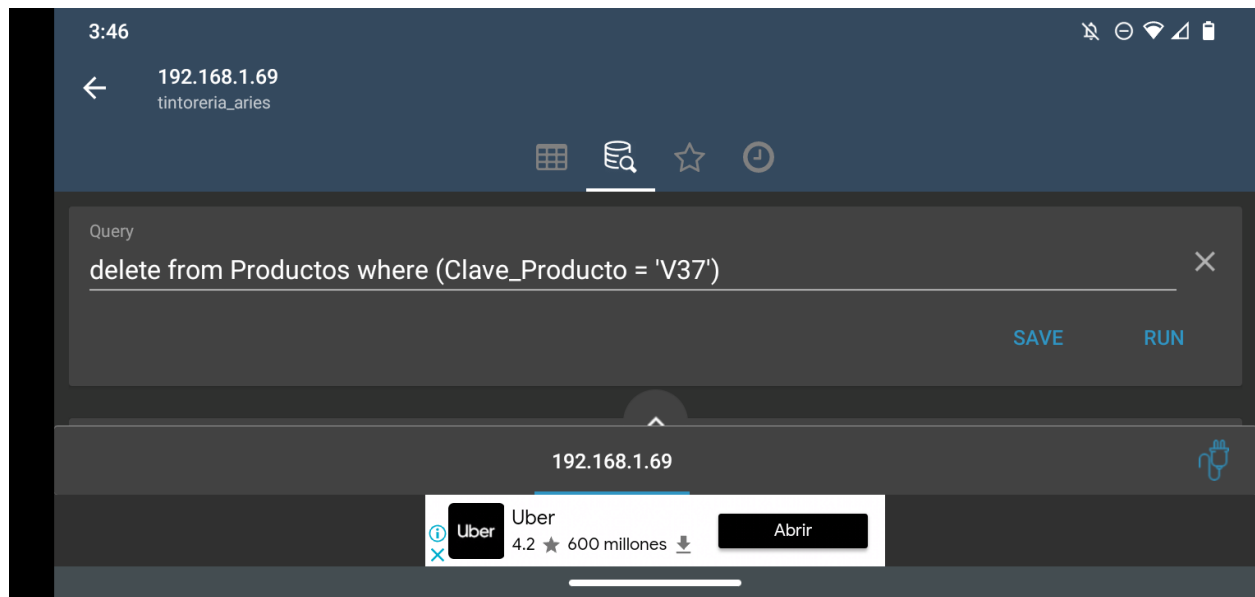 3:46
192.168.1.69
tintoreria_aries
Query
delete from Productos where (Clave_Producto = 'V37')
SAVE RUN
192.168.1.69
Uber
Uber
4.2 ★ 600 millones
Abrir